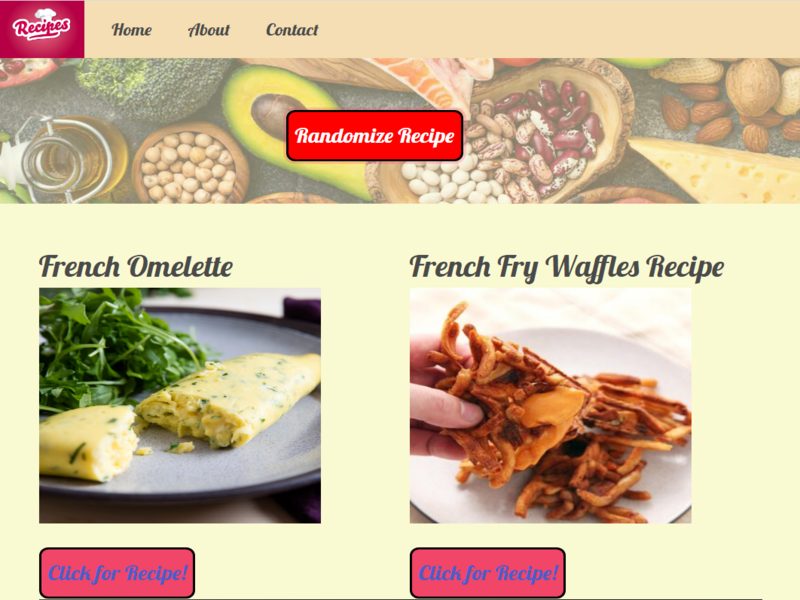 Recipes
Home
About
Contact
Randomize Recipe
French Omelette
French Fry Waffles Recipe
Click for Recipe!
Click for Recipe!